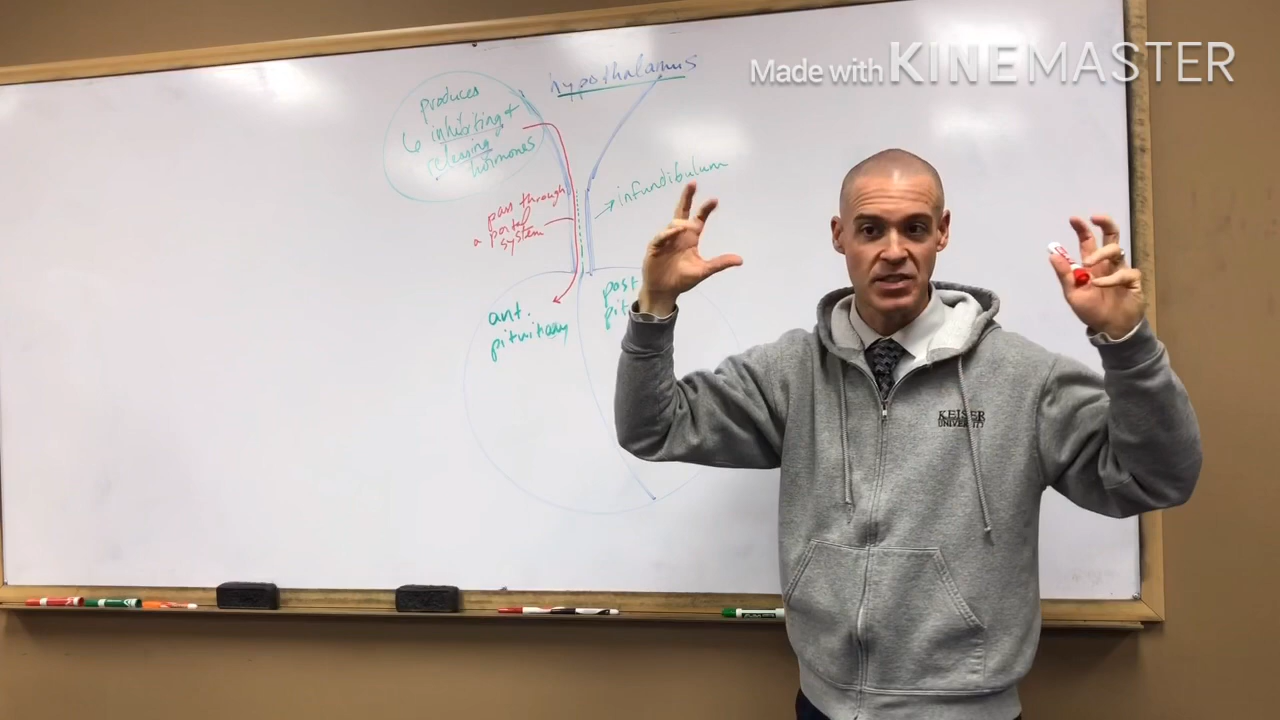 Made with KINEMASTER
hypothalamus
produces
6 inhibiting +
releasing
hormones
infundibulum
pass through
a portal
system
ant.
pituitary
post
pit
KEISER
UNIVERSITY